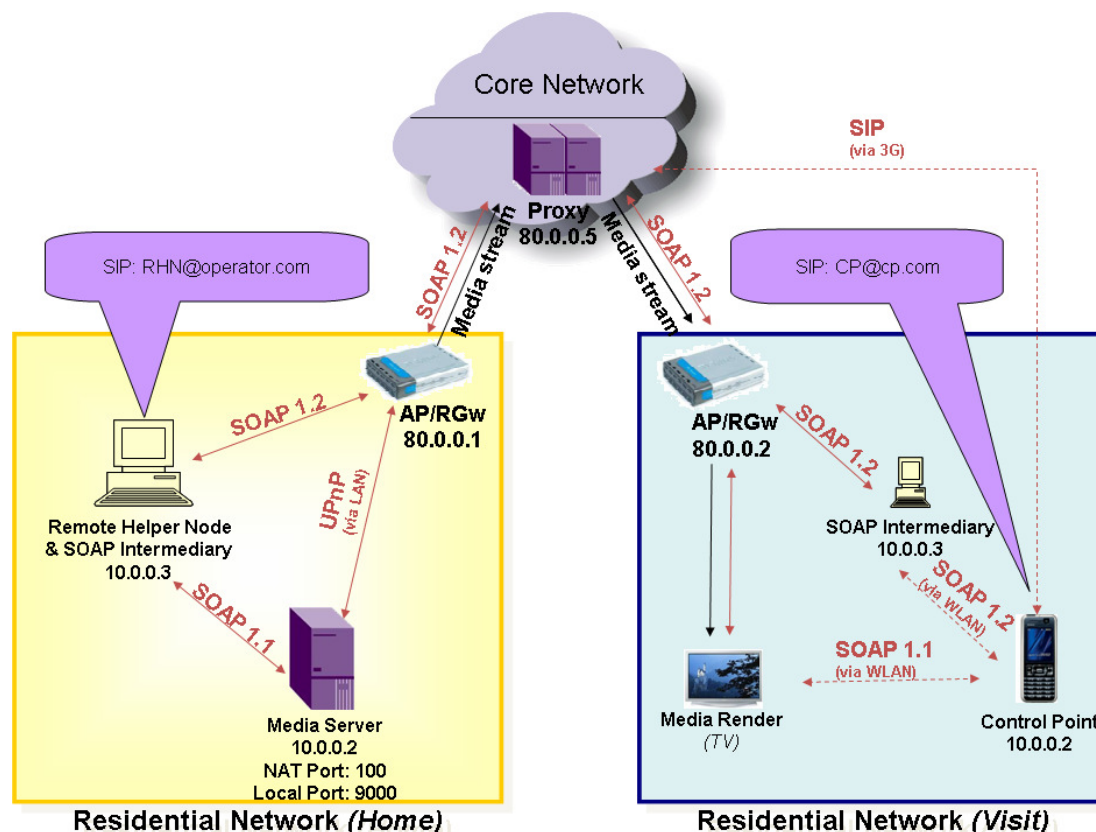 Core Network
Proxy
80.0.0.5
SIP
(via 3G)
SOAP 1.2
Media stream
Media stream
SOAP 1.2
SIP: RHN@operator.com
SIP: CP@cp.com
AP/RGw
80.0.0.1
SOAP 1.2
UPnP
(via LAN)
Remote Helper Node
& SOAP Intermediary
10.0.0.3
SOAP 1.1
Media Server
10.0.0.2
NAT Port: 100
Local Port: 9000
Residential Network (Home)
AP/RGw
80.0.0.2
SOAP 1.2
SOAP Intermediary
10.0.0.3
SOAP 1.2
(via WLAN)
SOAP 1.1
(via WLAN)
Media Render
(TV)
Control Point
10.0.0.2
Residential Network (Visit)